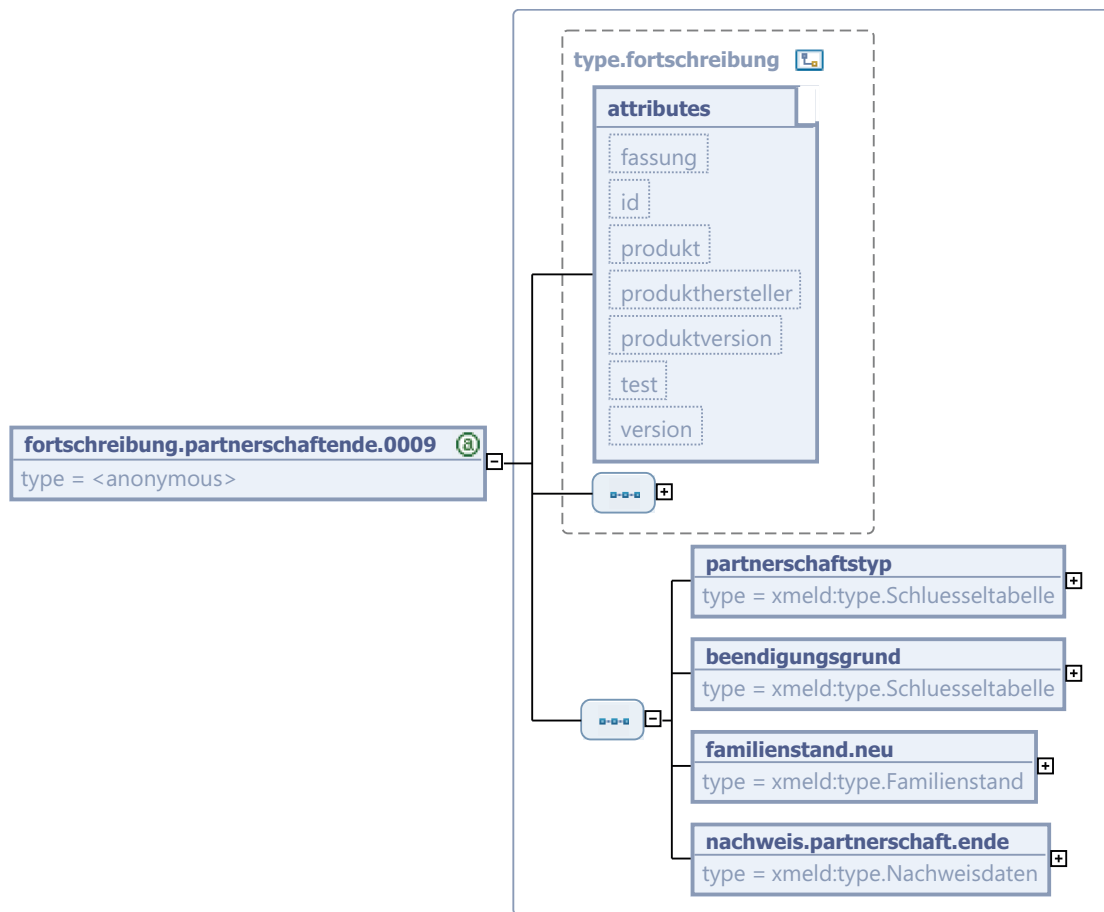 type.fortschreibung
attributes
fassung
id
produkt
produkthersteller
produktversion
test
version
fortschreibung.partnerschaftende.0009 @
type = <anonymous>
partnerschaftstyp
type = xmeld:type.Schluesseltabelle
beendigungsgrund
type = xmeld:type.Schluesseltabelle
familienstand.neu
type = xmeld:type.Familienstand
nachweis.partnerschaft.ende
type = xmeld:type.Nachweisdaten